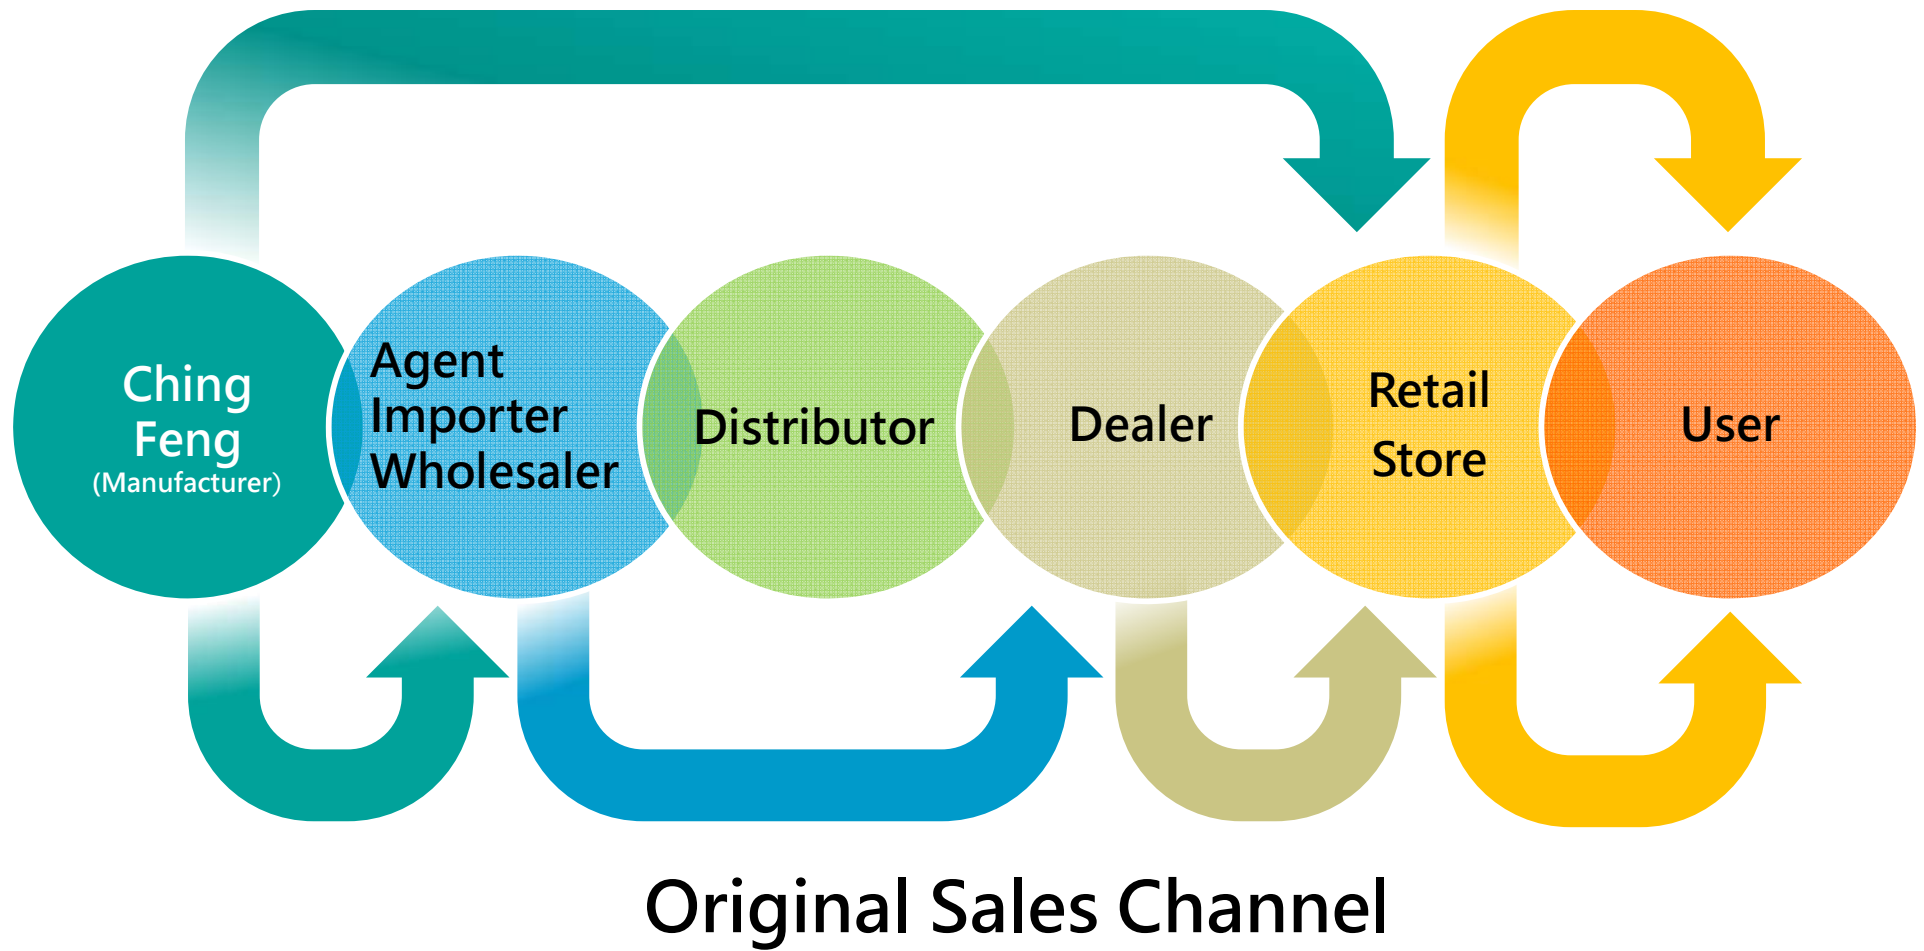 Ching
Feng
(Manufacturer)
Agent
Importer
Wholesaler
Distributor
Dealer
Retail
Store
User
Original Sales Channel